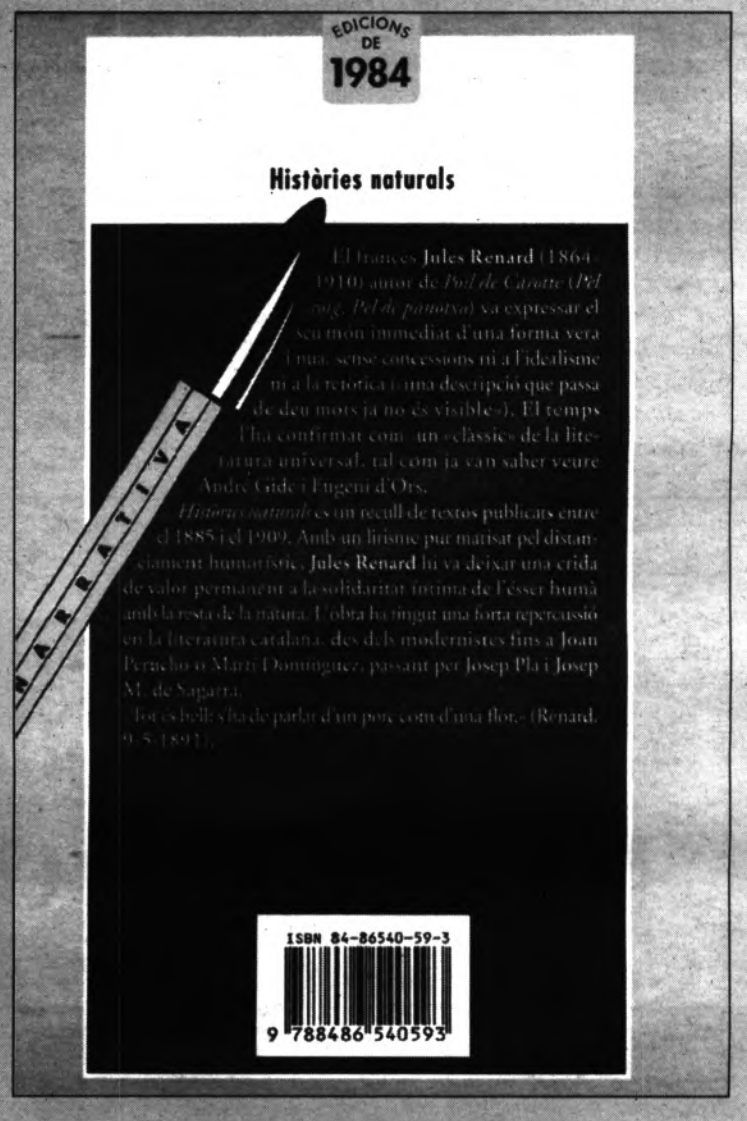 EDICIONS
DE
1984
Històries naturals
El francès Jules Renard (1864-
1910) autor de Poil de Carotte (Pèl
roig, Pèl de panotxa) va expressar el
seu món immediat d'una forma vera
i nua, sense concessions ni a l'idealisme
ni a la retòrica («una descripció que passa
de deu mots ja no és visible»). El temps
l'ha confirmat com un «clàssic» de la lite-
ratura universal, tal com ja van saber veure
André Gide i Eugeni d'Ors.
Històries naturals és un recull de textos publicats entre
el 1885 i el 1909. Amb un lirisme pur matisat pel distan-
ciament humorístic, Jules Renard hi va deixar una crida
de valor permanent a la solidaritat íntima de l'ésser humà
amb la resta de la natura. L'obra ha tingut una forta repercussió
en la literatura catalana, des dels modernistes fins a Joan
Perucho o Martí Domínguez, passant per Josep Pla i Josep
M. de Sagarra.
Tot és bell: s'ha de parlar d'un porc com d'una flor.» (Renard,
NARRATIVA
ISBN 84-86540-59-3
9 788486 540593